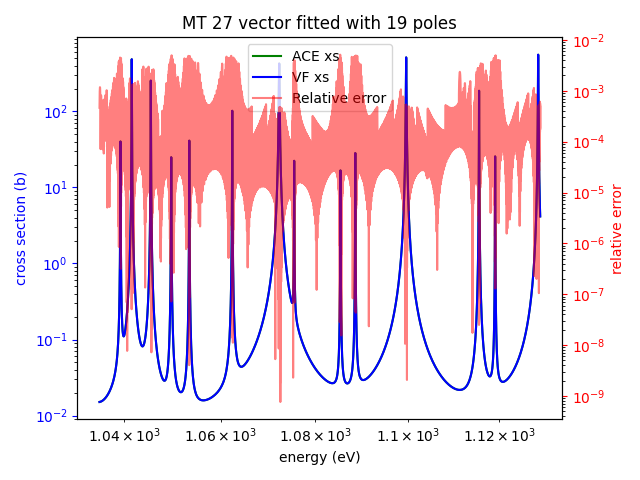 MT 27 vector fitted with 19 poles
ACE xs
VF xs
Relative error
cross section (b)
10²
10¹
10⁰
10⁻¹
10⁻²
relative error
10⁻²
10⁻³
10⁻⁴
10⁻⁵
10⁻⁶
10⁻⁷
10⁻⁸
10⁻⁹
1.04 × 10³ 1.06 × 10³ 1.08 × 10³ 1.1 × 10³ 1.12 × 10³
energy (eV)